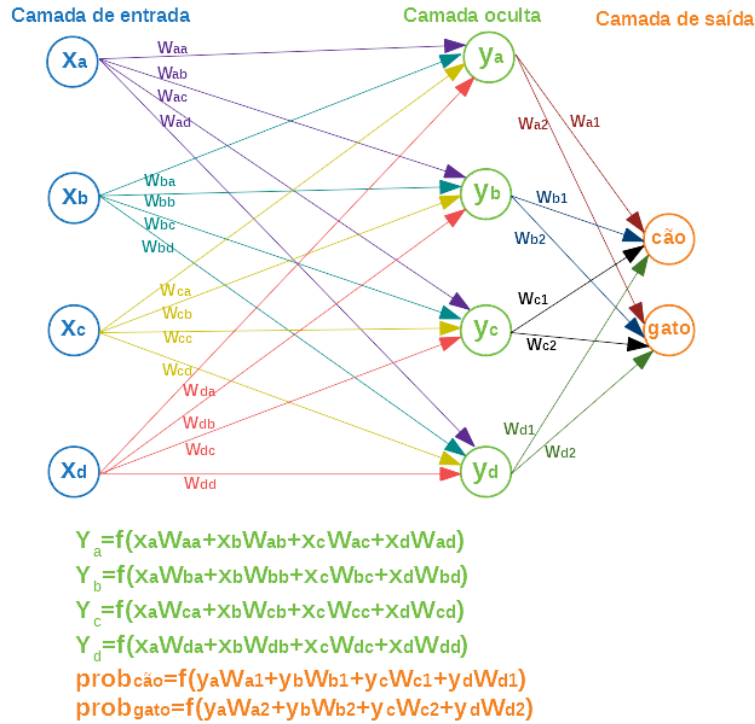 Camada de entrada
Camada oculta
Camada de saída
xa
xb
xc
xd
Waa
Wab
Wac
Wad
Wba
Wbb
Wbc
Wbd
Wca
Wcb
Wcc
Wcd
Wda
Wdb
Wdc
Wdd
ya
yb
yc
yd
Wa1
Wa2
Wb1
Wb2
Wc1
Wc2
Wd1
Wd2
cão
gato
Ya=f(xaWaa+xbWab+xcWac+xdWad)
Yb=f(xaWba+xbWbb+xcWbc+xdWbd)
Yc=f(xaWca+xbWcb+xcWcc+xdWcd)
Yd=f(xaWda+xbWdb+xcWdc+xdWdd)
probcão=f(yaWa1+ybWb1+ycWc1+ydWd1)
probgato=f(yaWa2+ybWb2+ycWc2+ydWd2)